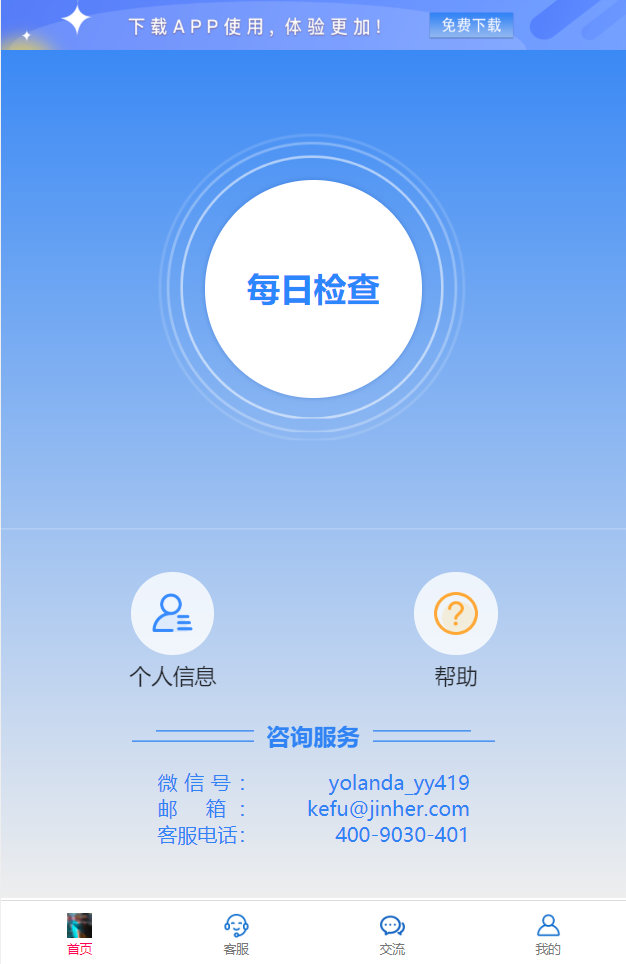 下载APP使用，体验更加！ 免费下载
每日检查
个人信息 帮助
咨询服务
微信号： yolanda_yy419
邮箱： kefu@jinher.com
客服电话： 400-9030-401
首页 客服 交流 我的